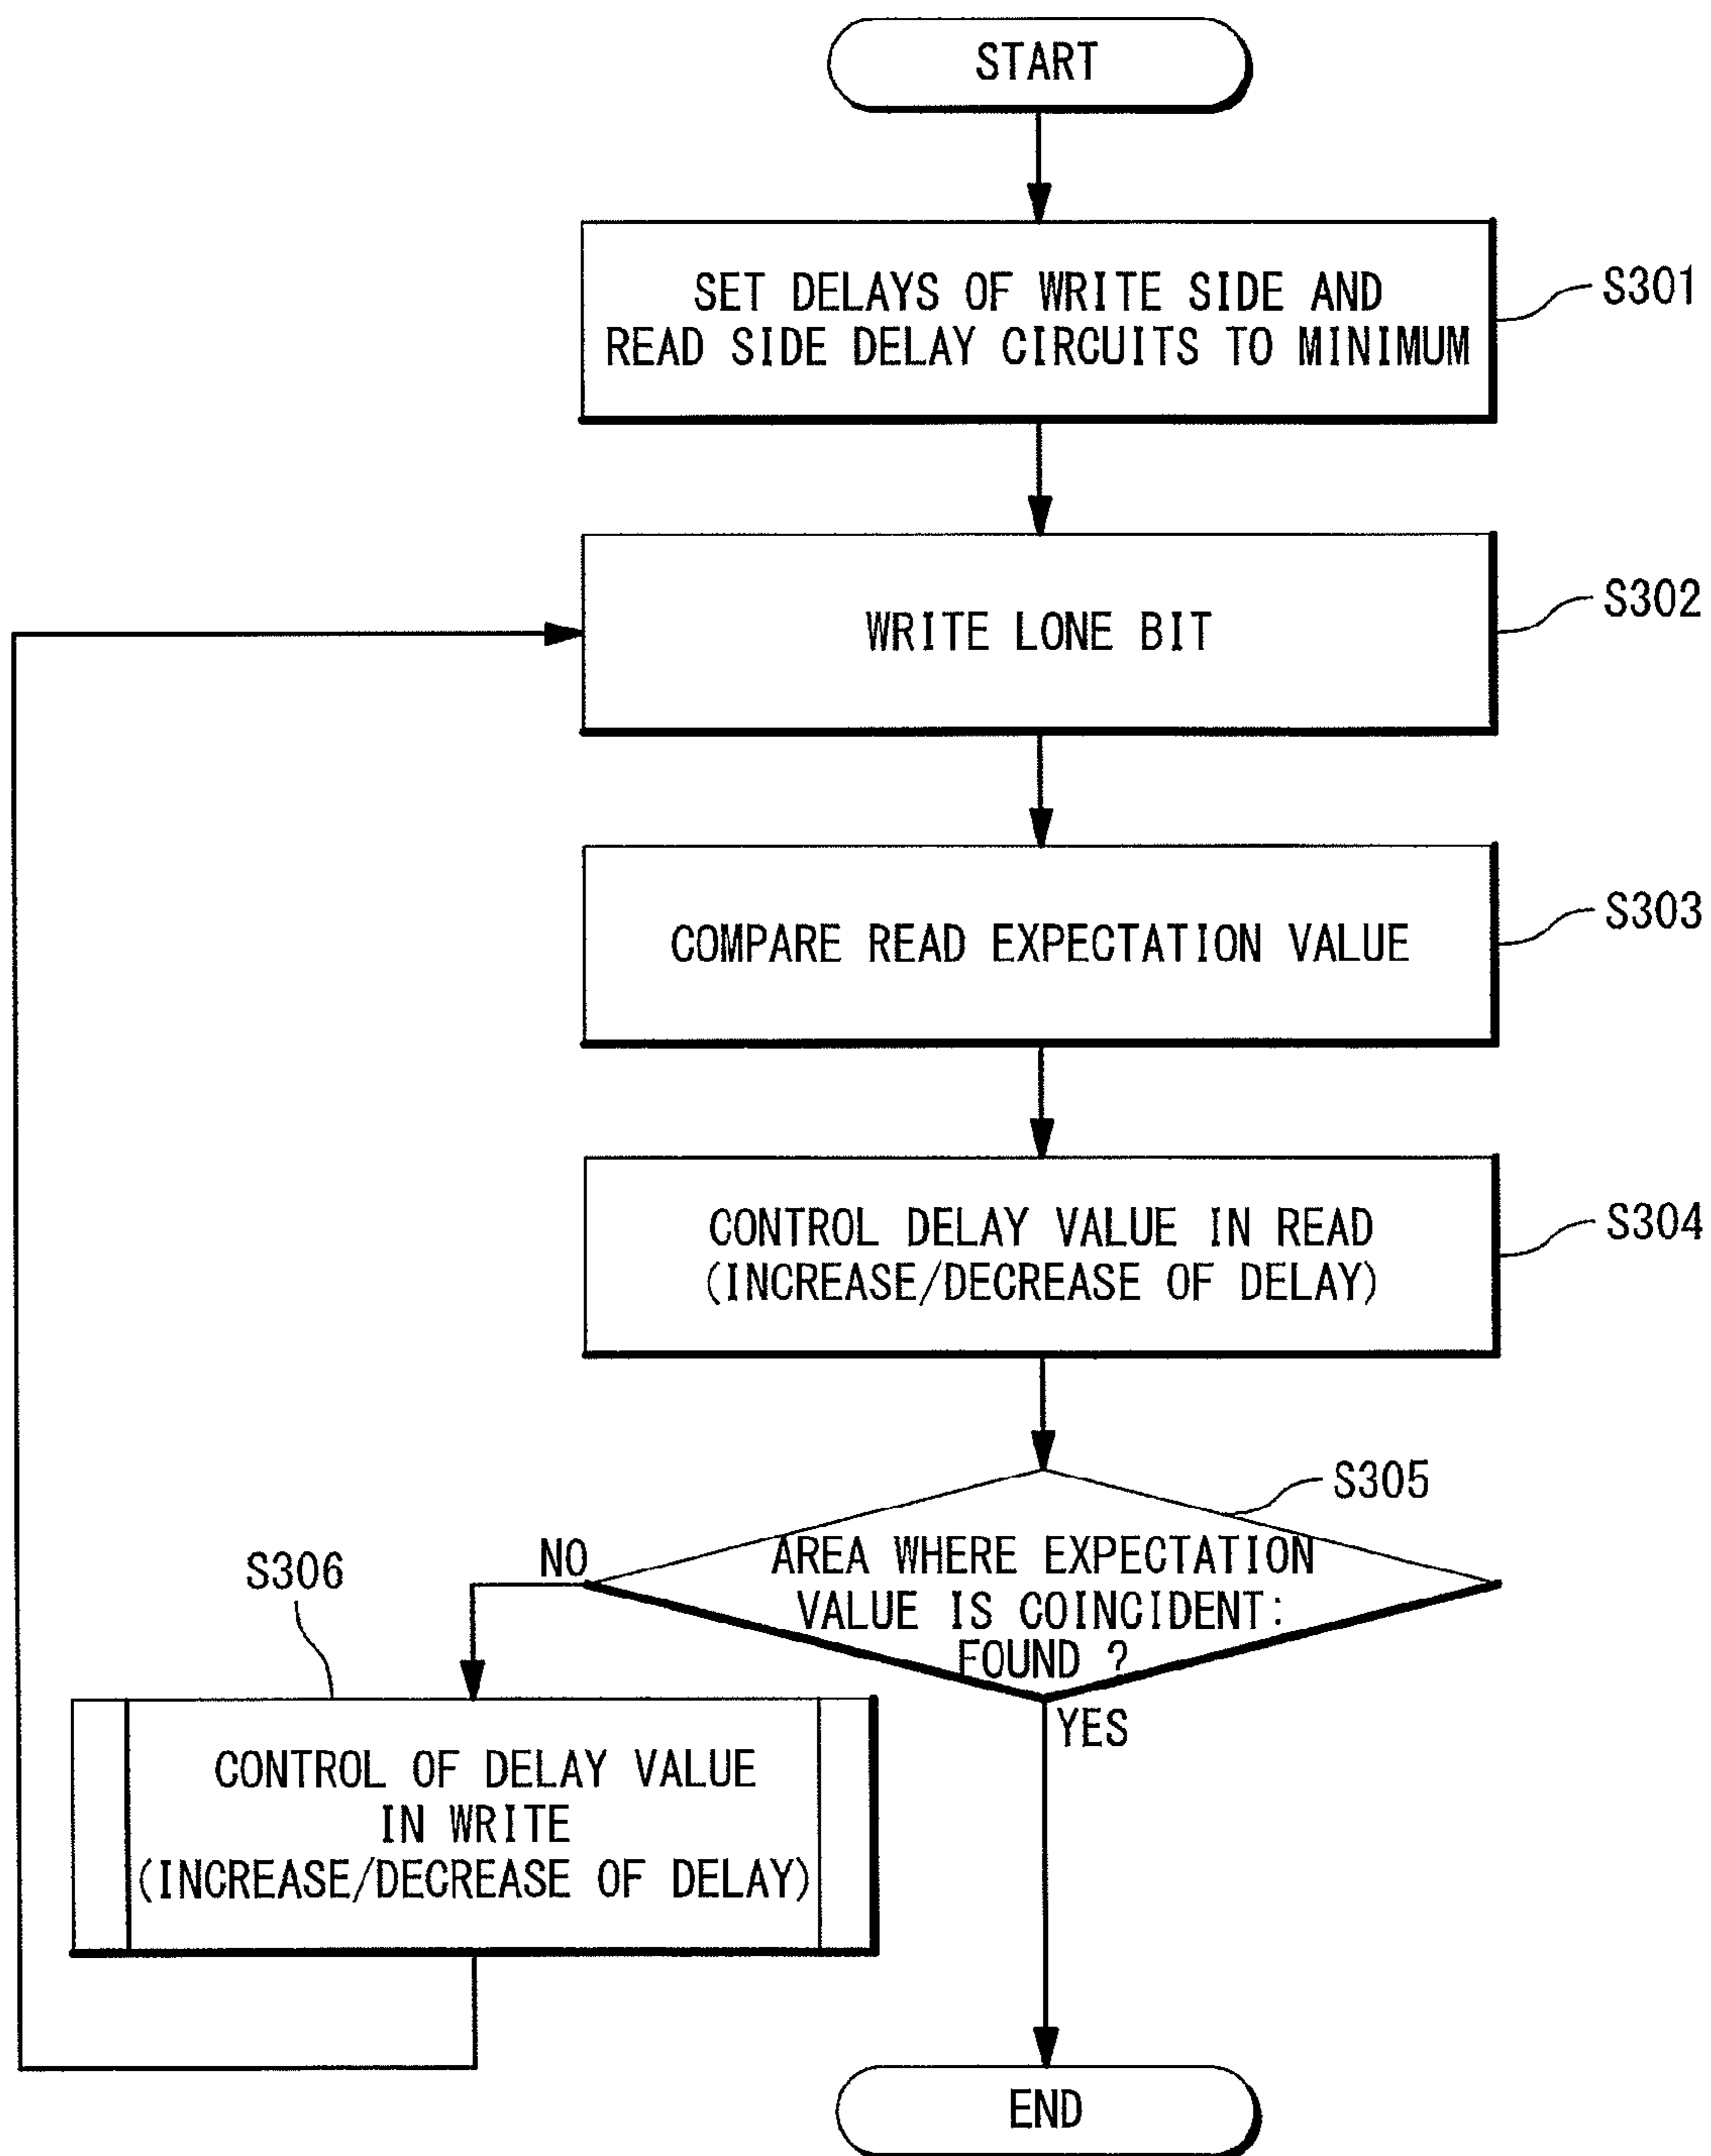 START
SET DELAYS OF WRITE SIDE AND
READ SIDE DELAY CIRCUITS TO MINIMUM
S301
WRITE LONE BIT
S302
COMPARE READ EXPECTATION VALUE
S303
CONTROL DELAY VALUE IN READ
(INCREASE/DECREASE OF DELAY)
S304
S305
AREA WHERE EXPECTATION
VALUE IS COINCIDENT:
FOUND ?
NO
YES
S306
CONTROL OF DELAY VALUE
IN WRITE
(INCREASE/DECREASE OF DELAY)
END